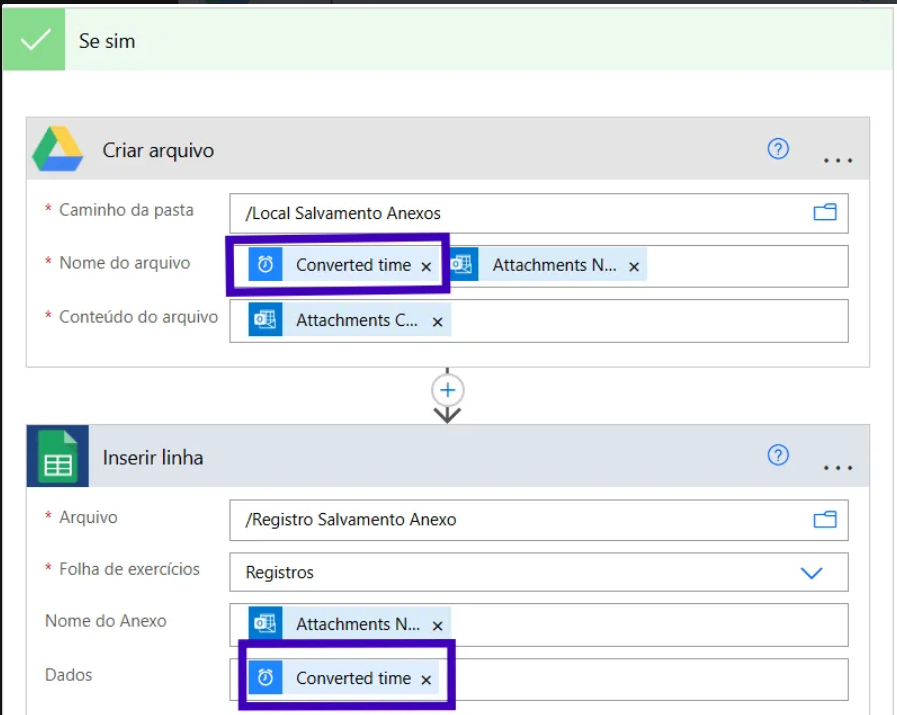 Se sim
Criar arquivo
* Caminho da pasta /Local Salvamento Anexos
* Nome do arquivo Converted time × Attachments N... ×
* Conteúdo do arquivo Attachments C... ×
Inserir linha
* Arquivo /Registro Salvamento Anexo
* Folha de exercícios Registros
Nome do Anexo Attachments N... ×
Dados Converted time ×